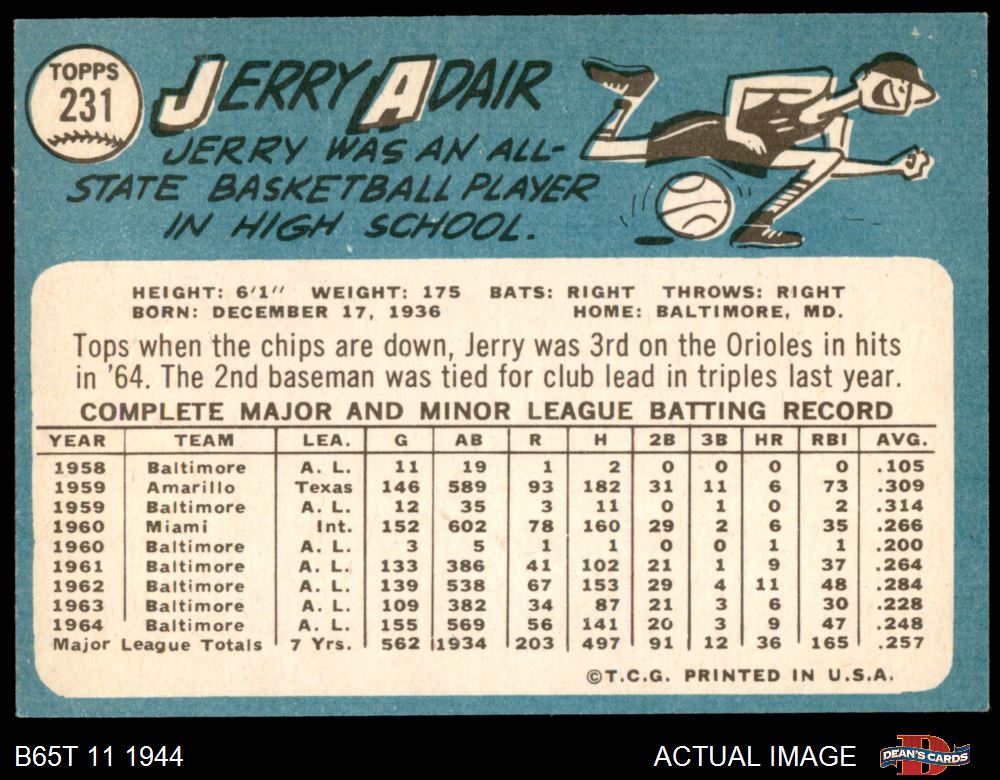 TOPPS
231
JERRY ADAIR
JERRY WAS AN ALL-
STATE BASKETBALL PLAYER
IN HIGH SCHOOL.
HEIGHT: 6'1" WEIGHT: 175 BATS: RIGHT THROWS: RIGHT
BORN: DECEMBER 17, 1936 HOME: BALTIMORE, MD.
Tops when the chips are down, Jerry was 3rd on the Orioles in hits
in '64. The 2nd baseman was tied for club lead in triples last year.
COMPLETE MAJOR AND MINOR LEAGUE BATTING RECORD
YEAR TEAM LEA. G AB R H 2B 3B HR RBI AVG.
1958 Baltimore A. L. 11 19 1 2 0 0 0 0 .105
1959 Amarillo Texas 146 589 93 182 31 11 6 73 .309
1959 Baltimore A. L. 12 35 3 11 0 1 0 2 .314
1960 Miami Int. 152 602 78 160 29 2 6 35 .266
1960 Baltimore A. L. 3 5 1 1 0 0 1 1 .200
1961 Baltimore A. L. 133 386 41 102 21 1 9 37 .264
1962 Baltimore A. L. 139 538 67 153 29 4 11 48 .284
1963 Baltimore A. L. 109 382 34 87 21 3 6 30 .228
1964 Baltimore A. L. 155 569 56 141 20 3 9 47 .248
Major League Totals 7 Yrs. 562 1934 203 497 91 12 36 165 .257
©T.C.G. PRINTED IN U.S.A.
B65T 11 1944 ACTUAL IMAGE DEAN'S CARDS